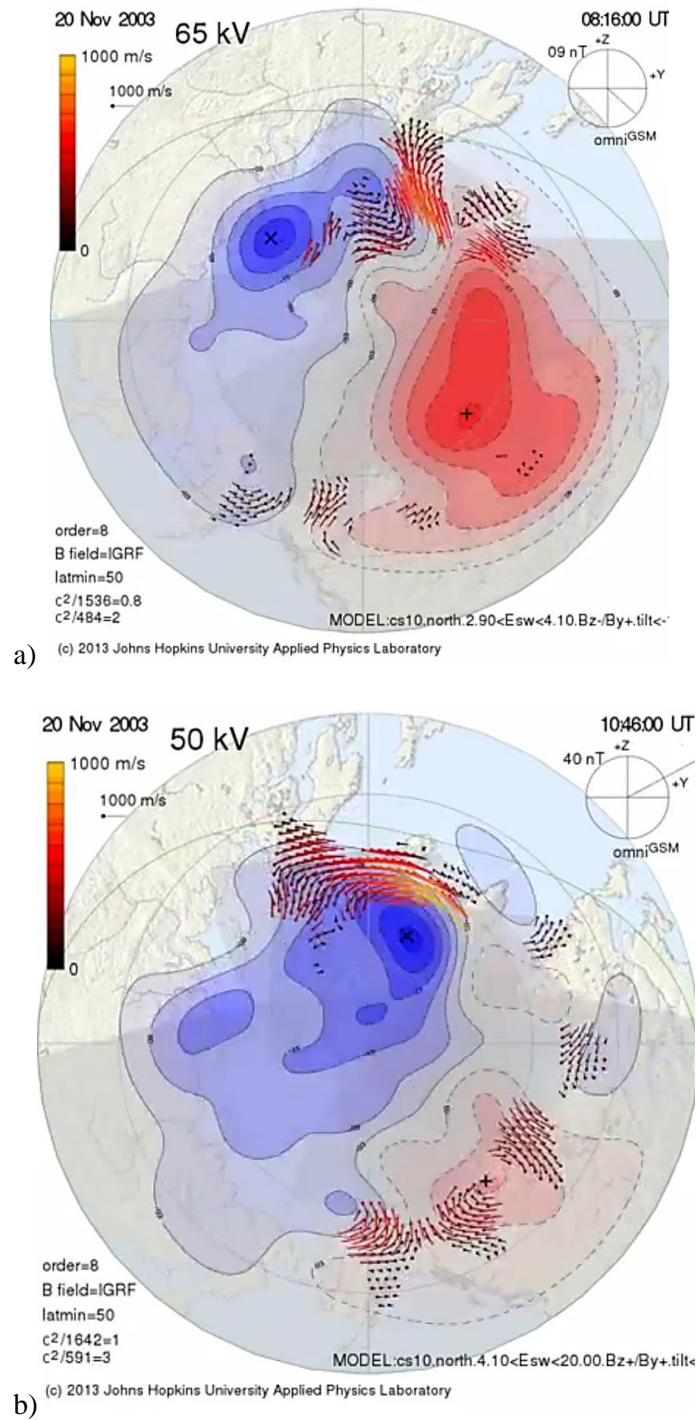 20 Nov 2003
65 kV
08:16:00 UT
1000 m/s
1000 m/s
0
09 nT
+Z
+Y
omniGSM
order=8
B field=IGRF
latmin=50
c²/1536=0.8
c²/484=2
MODEL:cs10.north.2.90<Esw<4.10.Bz-/By+.tilt<-
a)
(c) 2013 Johns Hopkins University Applied Physics Laboratory
20 Nov 2003
50 kV
10:46:00 UT
1000 m/s
1000 m/s
0
40 nT
+Z
+Y
omniGSM
order=8
B field=IGRF
latmin=50
c²/1642=1
c²/591=3
MODEL:cs10.north.4.10<Esw<20.00.Bz+/By+.tilt<
b)
(c) 2013 Johns Hopkins University Applied Physics Laboratory